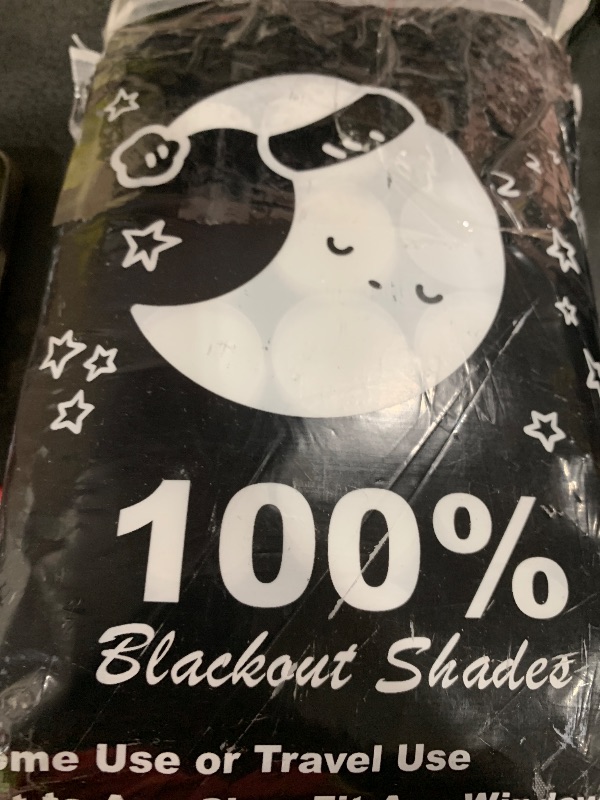 z z z
100%
Blackout Shades
me Use or Travel Use